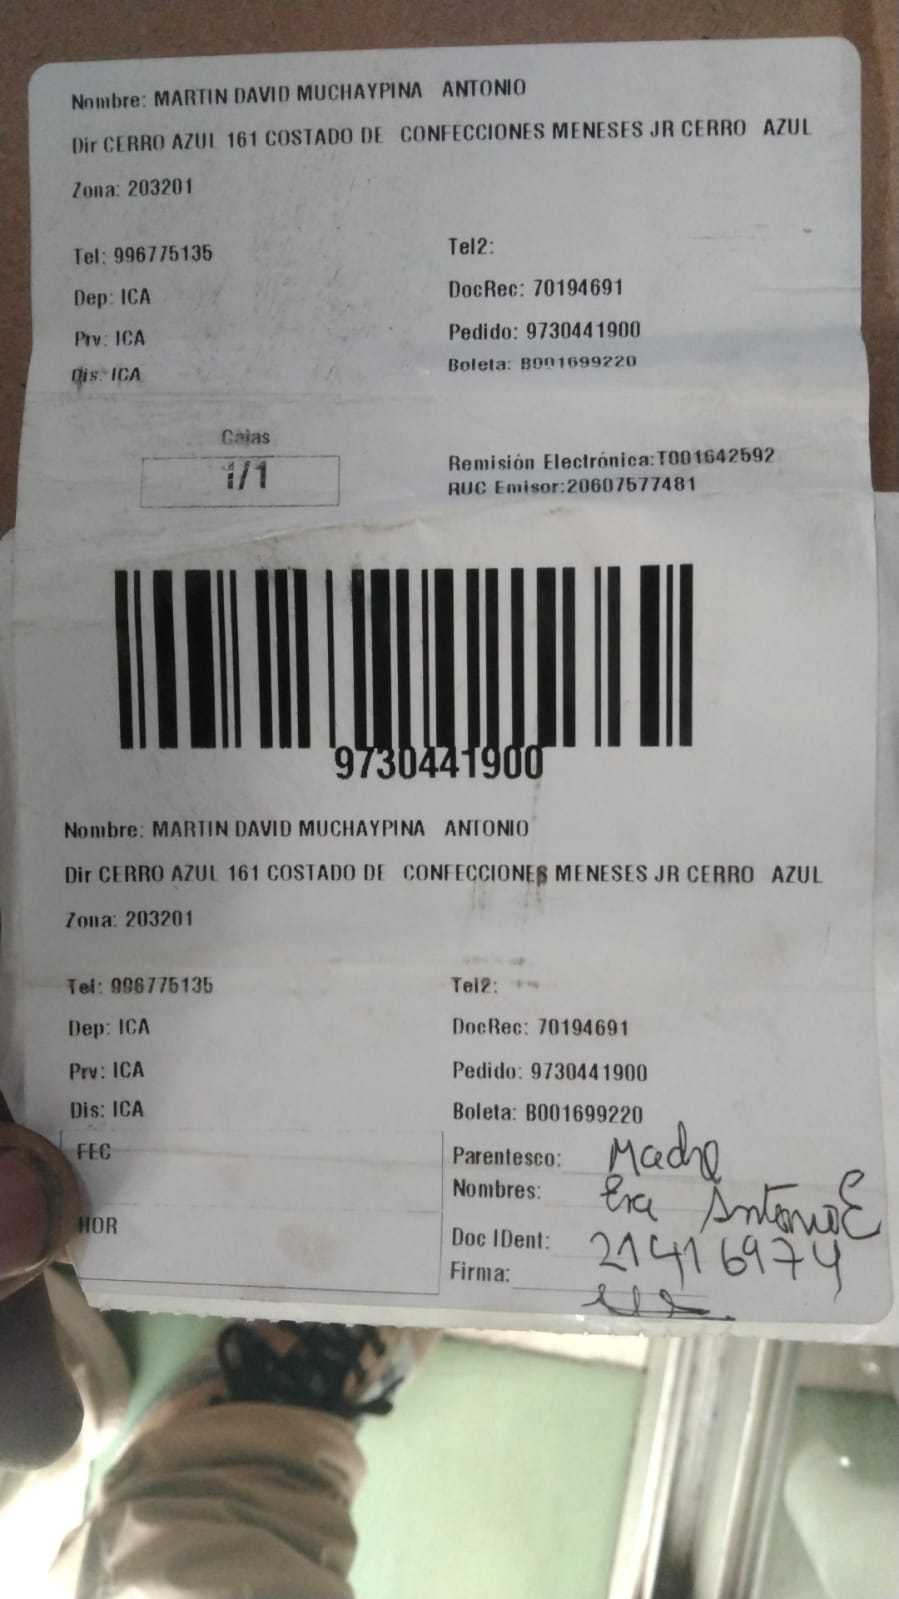 Nombre: MARTIN DAVID MUCHAYPINA ANTONIO
Dir CERRO AZUL 161 COSTADO DE CONFECCIONES MENESES JR CERRO AZUL
Zona: 203201
Tel: 996775135 Tel2:
Dep: ICA DocRec: 70194691
Prv: ICA Pedido: 9730441900
Dis: ICA Boleta: B001699220
Cajas
1/1
Remisión Electrónica:T001642592
RUC Emisor:20607577481
9730441900
Nombre: MARTIN DAVID MUCHAYPINA ANTONIO
Dir CERRO AZUL 161 COSTADO DE CONFECCIONES MENESES JR CERRO AZUL
Zona: 203201
Tel: 996775135 Tel2:
Dep: ICA DocRec: 70194691
Prv: ICA Pedido: 9730441900
Dis: ICA Boleta: B001699220
FEC
HOR
Parentesco: Madre
Nombres: Antonio E
Doc IDent: 21416974
Firma: